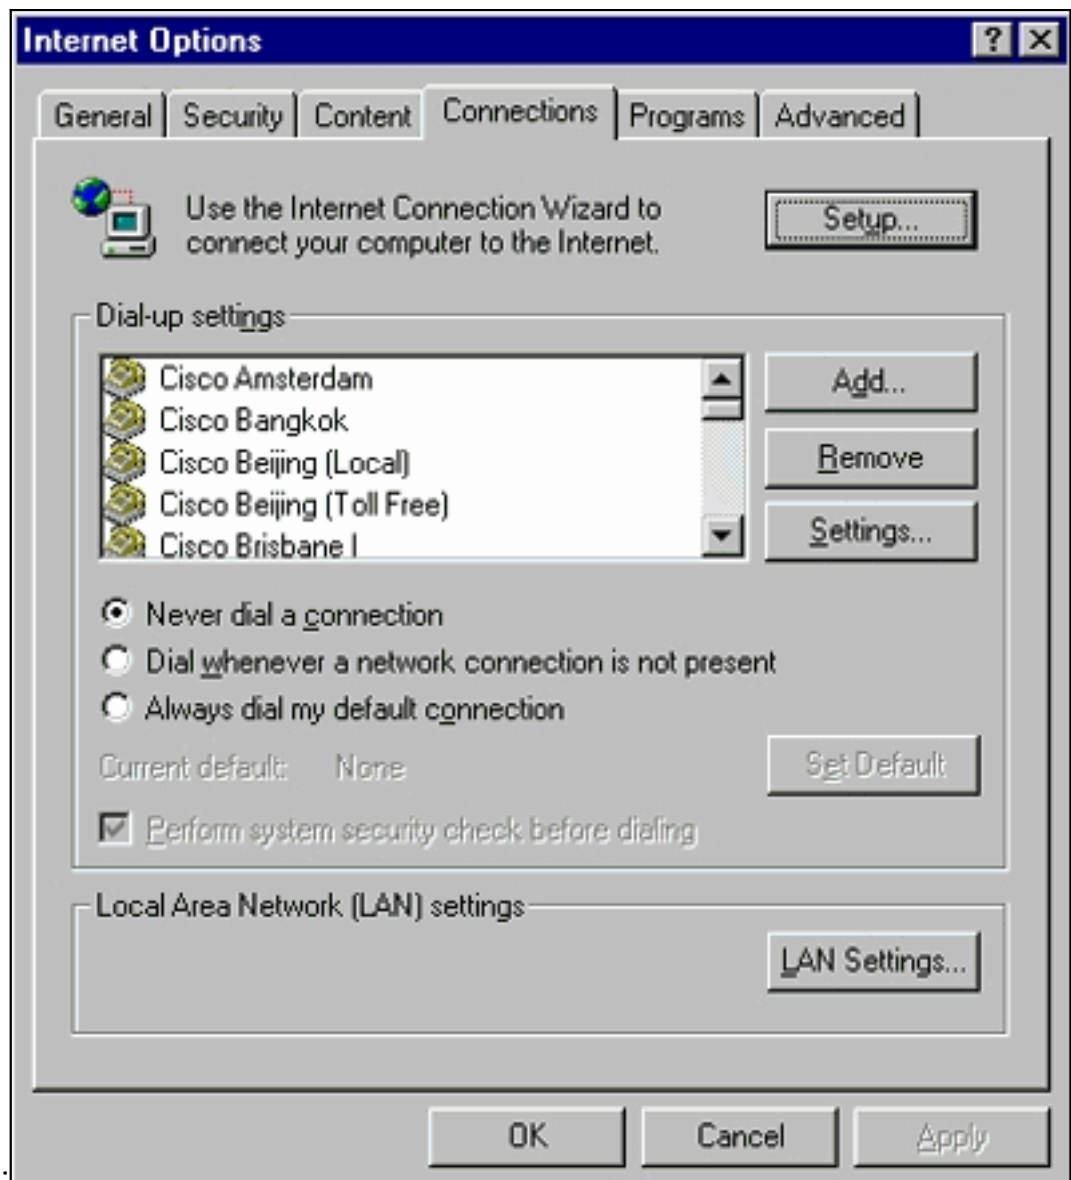 Internet Options
General Security Content Connections Programs Advanced
Use the Internet Connection Wizard to
connect your computer to the Internet.
Setup...
Dial-up settings
Cisco Amsterdam
Cisco Bangkok
Cisco Beijing (Local)
Cisco Beijing (Toll Free)
Cisco Brisbane I
Add...
Remove
Settings...
Never dial a connection
Dial whenever a network connection is not present
Always dial my default connection
Current default: None
Set Default
Perform system security check before dialing
Local Area Network (LAN) settings
LAN Settings...
OK Cancel Apply
.